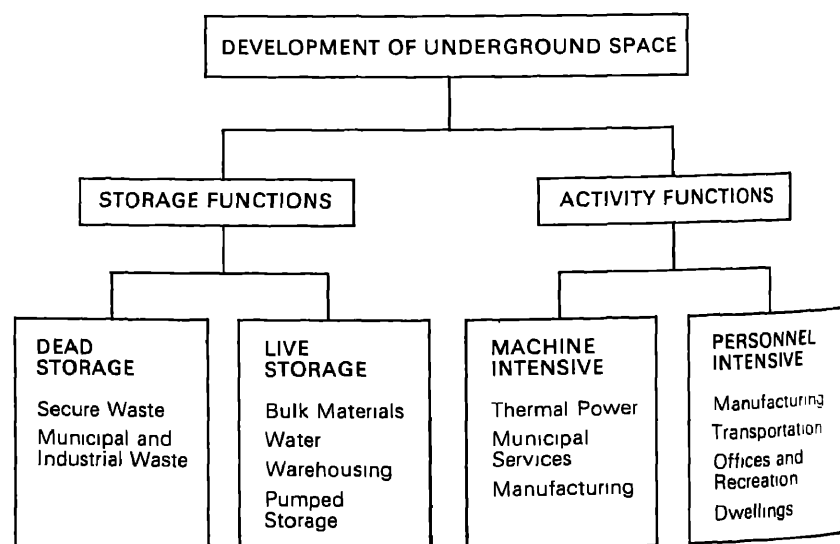 DEVELOPMENT OF UNDERGROUND SPACE
STORAGE FUNCTIONS
ACTIVITY FUNCTIONS
DEAD
STORAGE
Secure Waste
Municipal and
Industrial Waste
LIVE
STORAGE
Bulk Materials
Water
Warehousing
Pumped
Storage
MACHINE
INTENSIVE
Thermal Power
Municipal
Services
Manufacturing
PERSONNEL
INTENSIVE
Manufacturing
Transportation
Offices and
Recreation
Dwellings